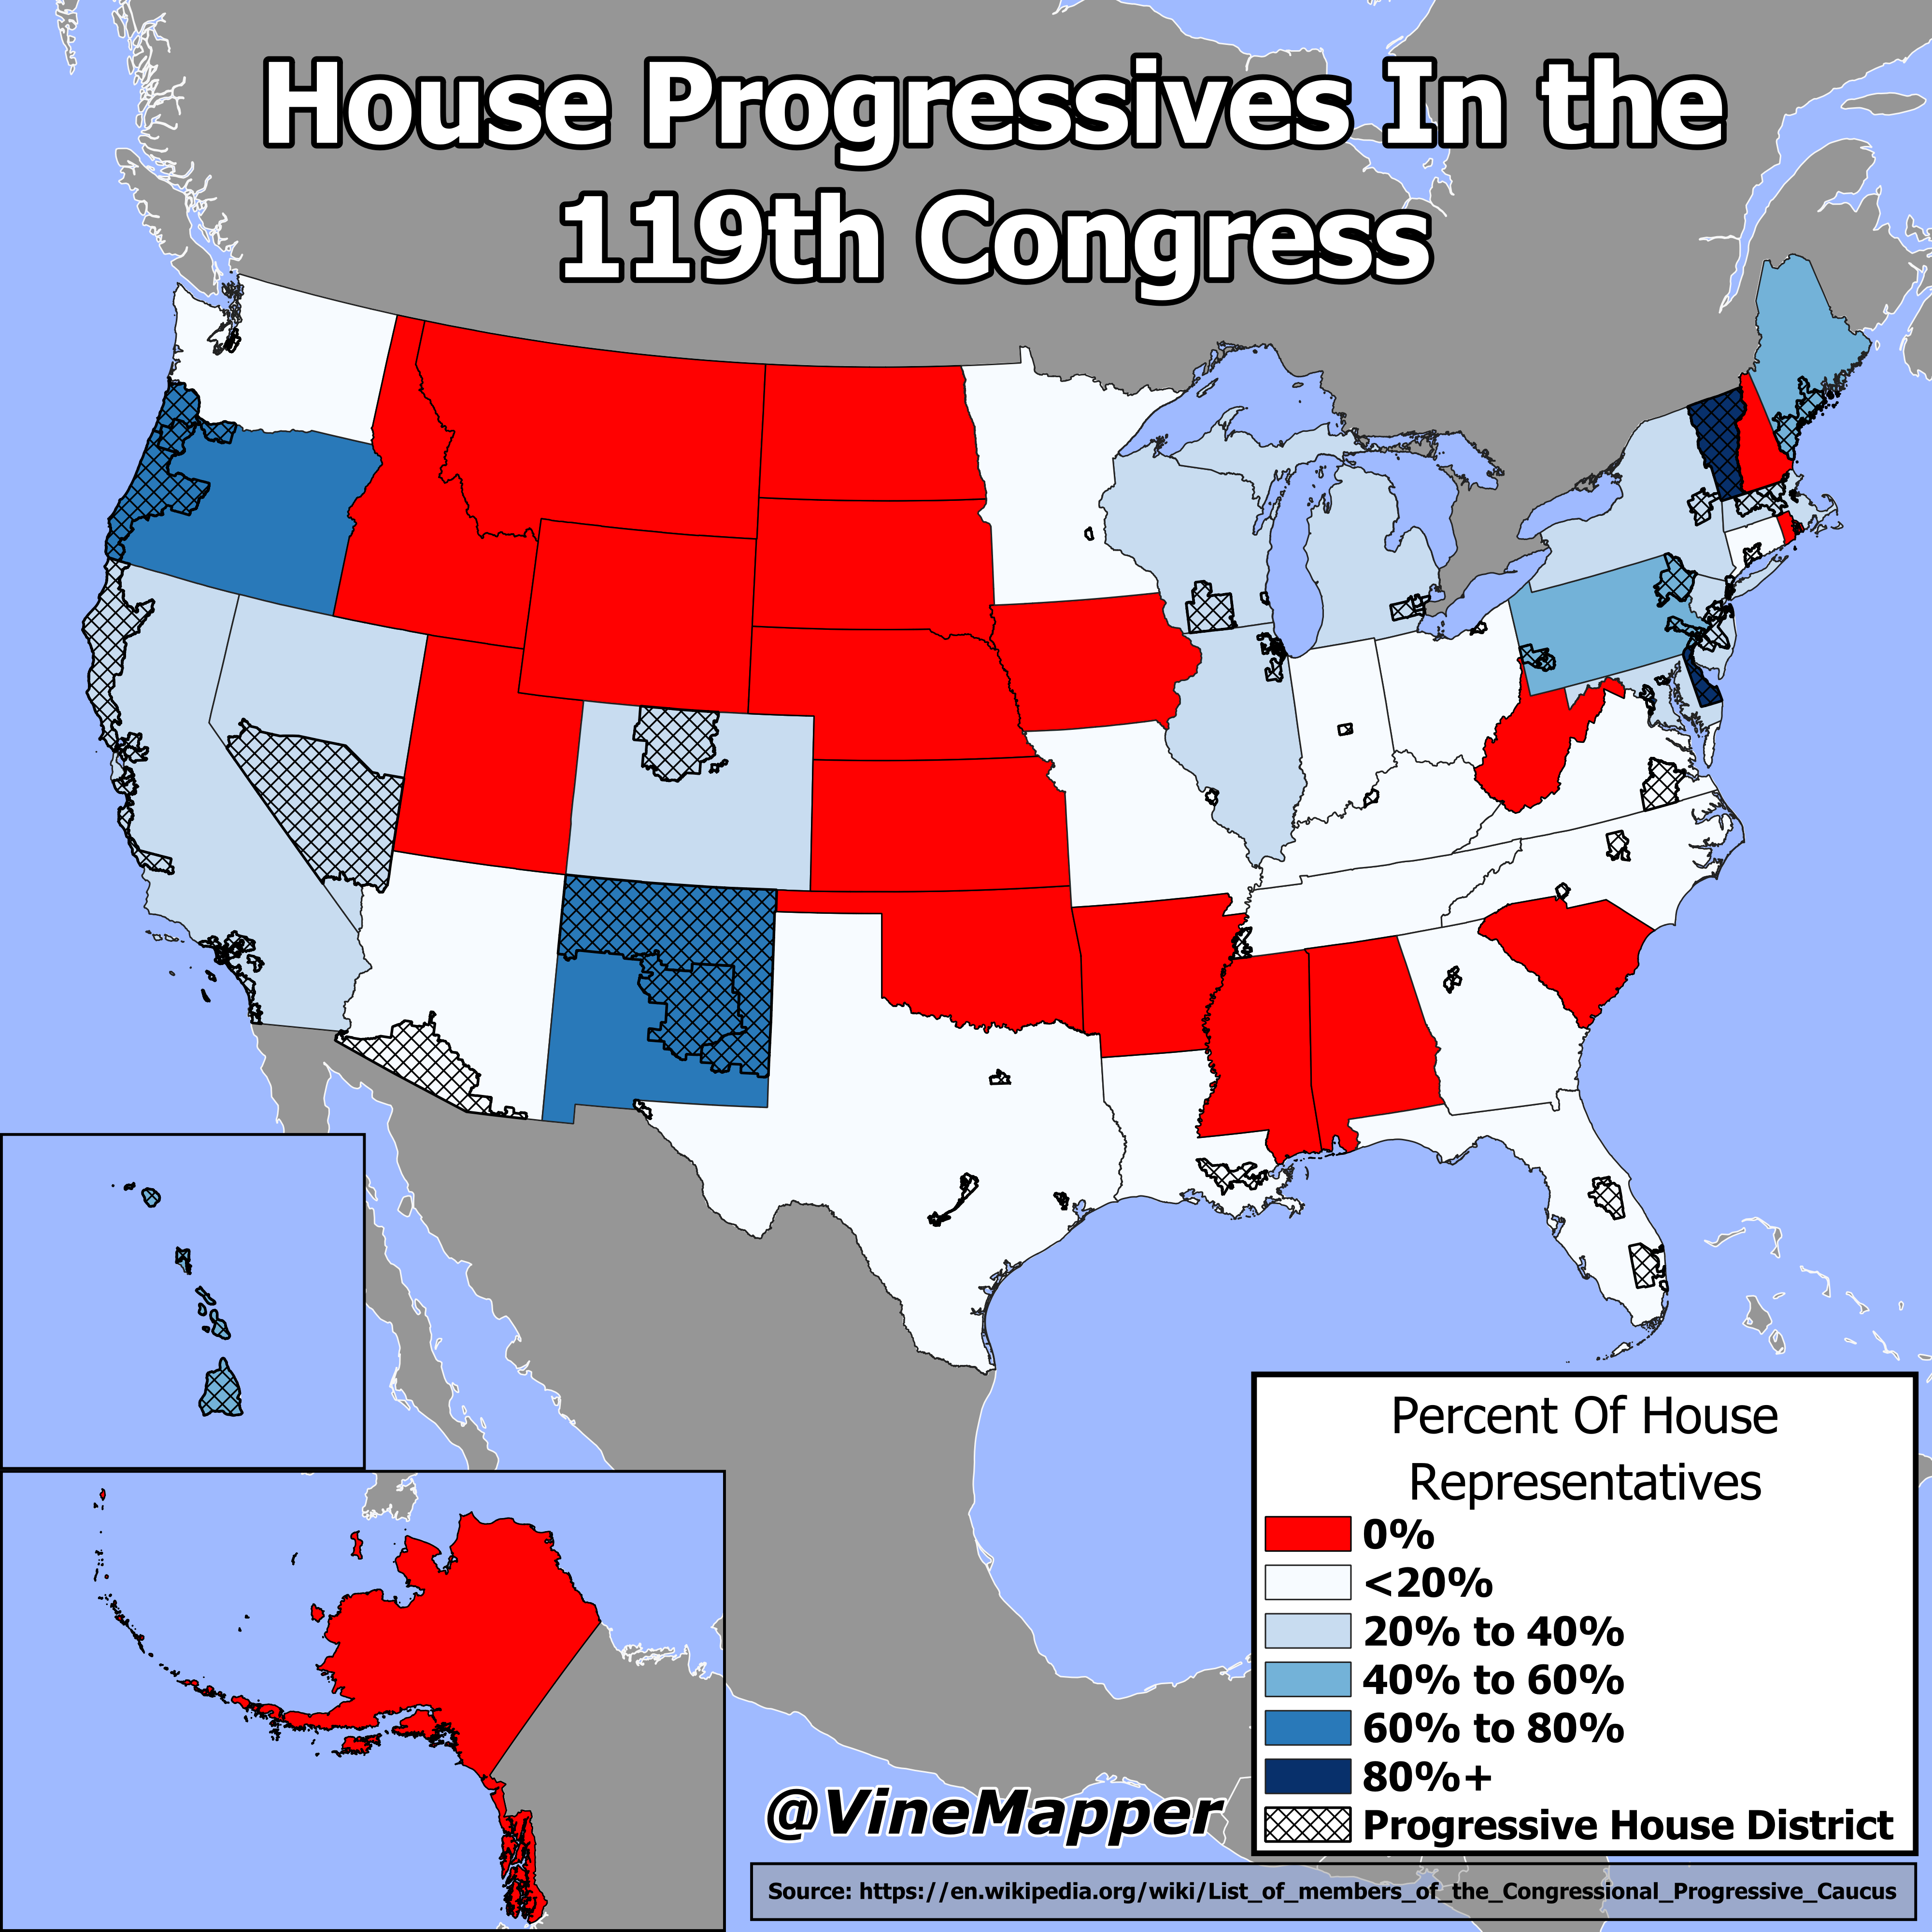 House Progressives In the
119th Congress
Percent Of House
Representatives
0%
<20%
20% to 40%
40% to 60%
60% to 80%
80%+
Progressive House District
@VineMapper
Source: https://en.wikipedia.org/wiki/List_of_members_of_the_Congressional_Progressive_Caucus